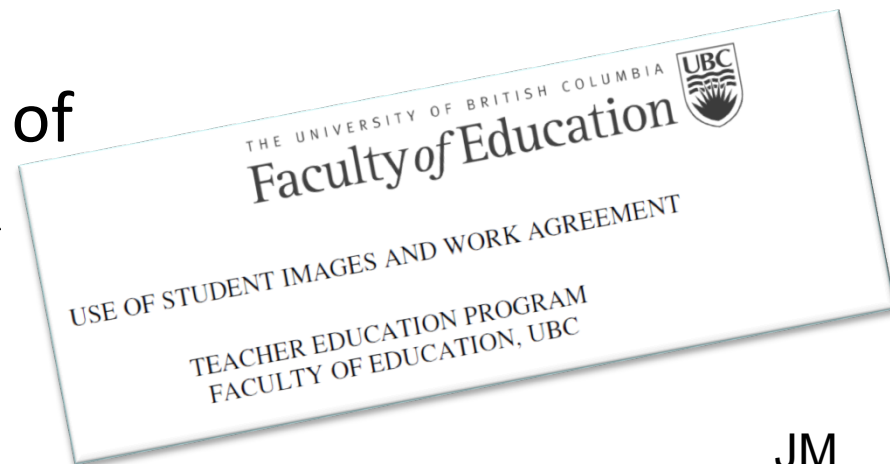 of
THE UNIVERSITY OF BRITISH COLUMBIA
UBC
Faculty of Education
USE OF STUDENT IMAGES AND WORK AGREEMENT
TEACHER EDUCATION PROGRAM
FACULTY OF EDUCATION, UBC
JM